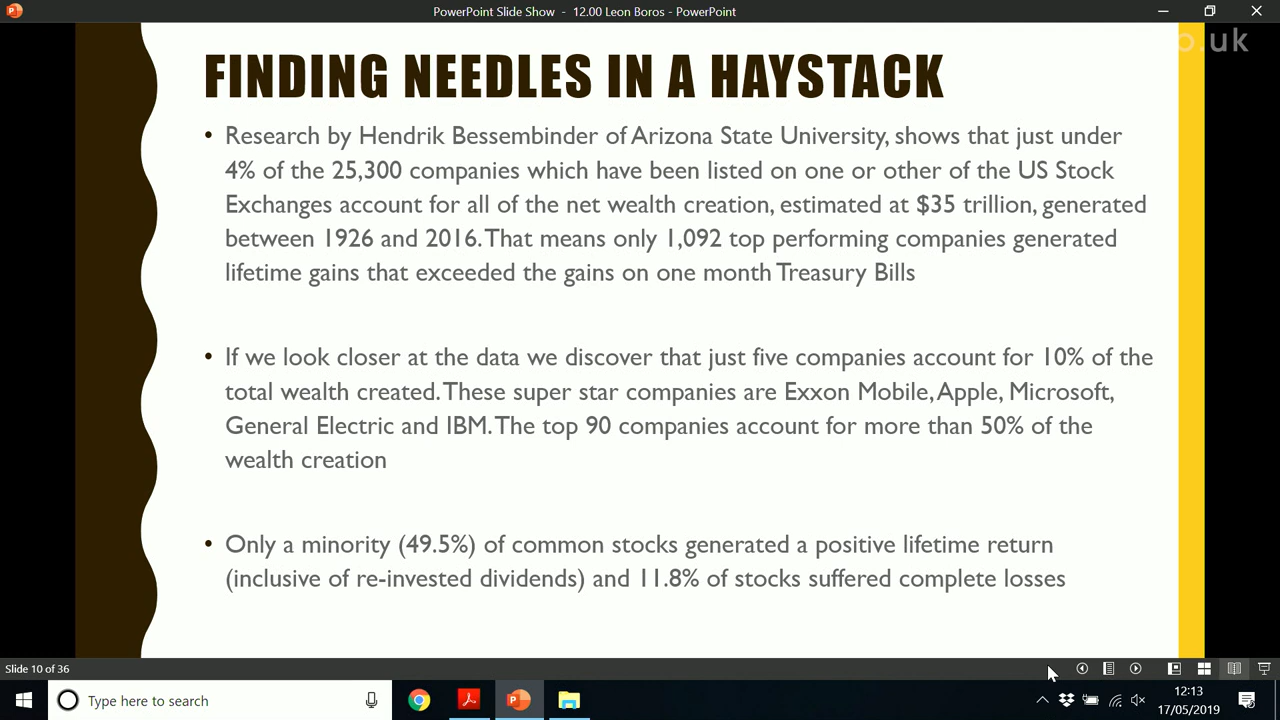 PowerPoint Slide Show - 12.00 Leon Boros - PowerPoint
o.uk
FINDING NEEDLES IN A HAYSTACK
• Research by Hendrik Bessembinder of Arizona State University, shows that just under
4% of the 25,300 companies which have been listed on one or other of the US Stock
Exchanges account for all of the net wealth creation, estimated at $35 trillion, generated
between 1926 and 2016. That means only 1,092 top performing companies generated
lifetime gains that exceeded the gains on one month Treasury Bills
• If we look closer at the data we discover that just five companies account for 10% of the
total wealth created. These super star companies are Exxon Mobile, Apple, Microsoft,
General Electric and IBM. The top 90 companies account for more than 50% of the
wealth creation
• Only a minority (49.5%) of common stocks generated a positive lifetime return
(inclusive of re-invested dividends) and 11.8% of stocks suffered complete losses
Slide 10 of 36
Type here to search
12:13
17/05/2019